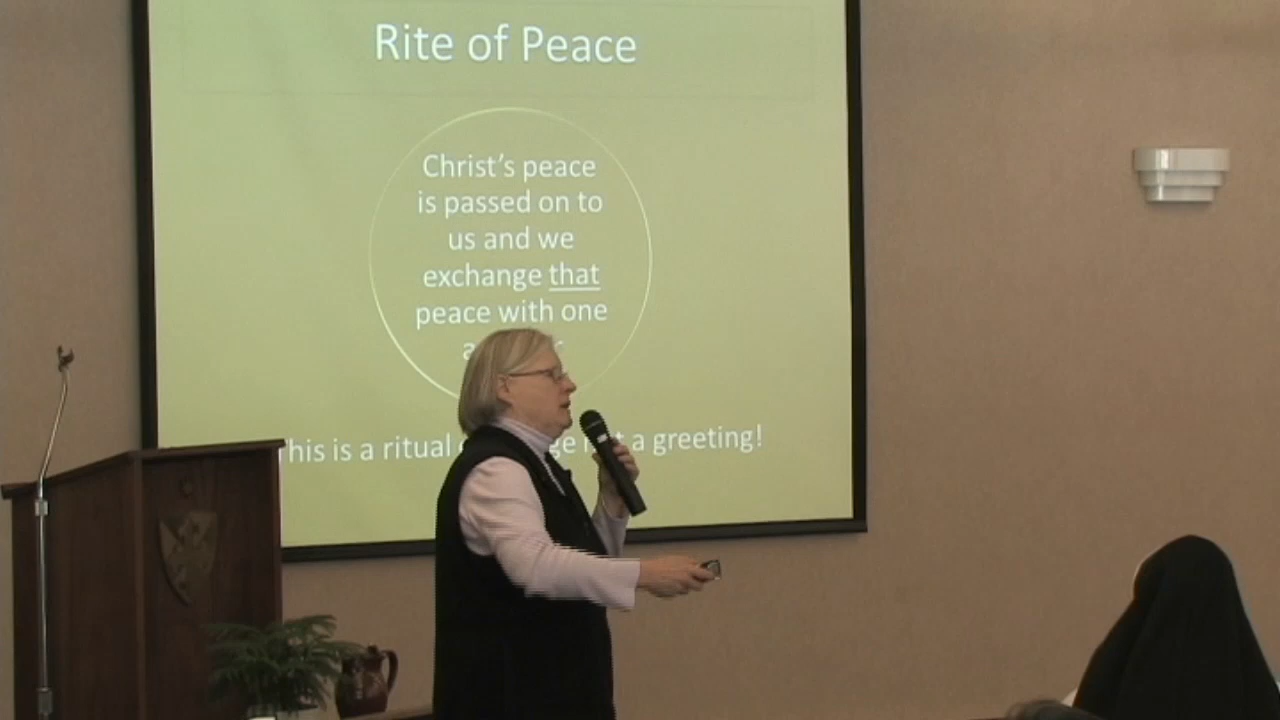 Rite of Peace
Christ's peace
is passed on to
us and we
exchange that
peace with one
This is a ritual a greeting!